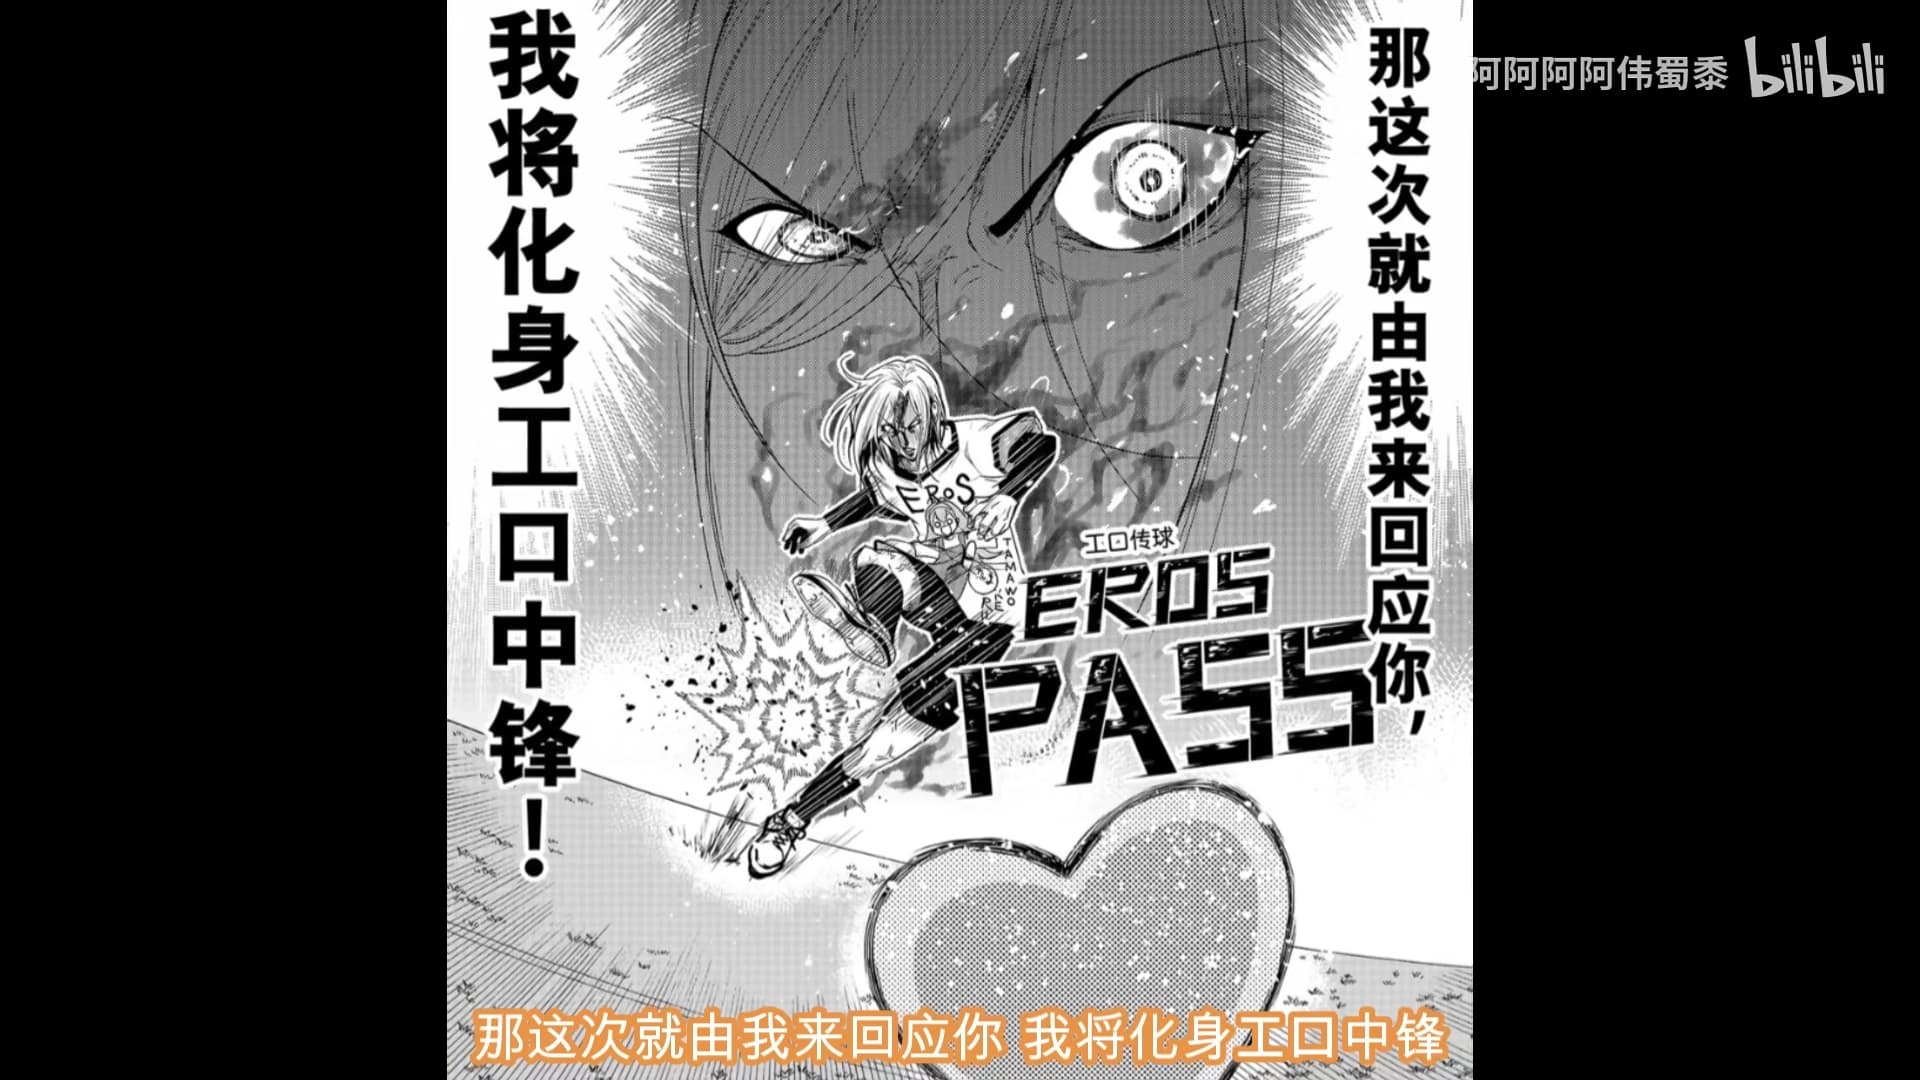 阿阿阿阿伟蜀黍 bilibili
那这次就由我来回应你，
我将化身工口中锋！
EROS
TAMAWO
工口传球
EROS
PASS
那这次就由我来回应你 我将化身工口中锋